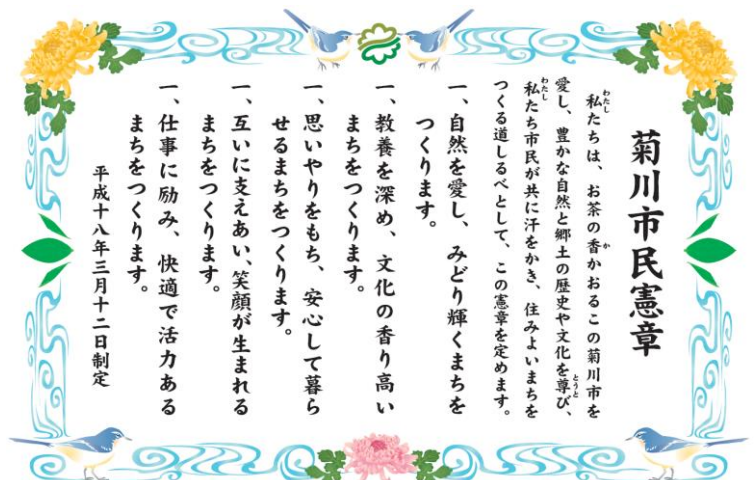 菊川市民憲章
私たちは、お茶の香かおるこの菊川市を
愛し、豊かな自然と郷土の歴史や文化を尊び、
私たち市民が共に汗をかき、住みよいまちを
つくる道しるべとして、この憲章を定めます。
一、自然を愛し、みどり輝くまちを
つくります。
一、教養を深め、文化の香り高い
まちをつくります。
一、思いやりをもち、安心して暮ら
せるまちをつくります。
一、互いに支えあい、笑顔が生まれる
まちをつくります。
一、仕事に励み、快適で活力ある
まちをつくります。
平成十八年三月十二日制定